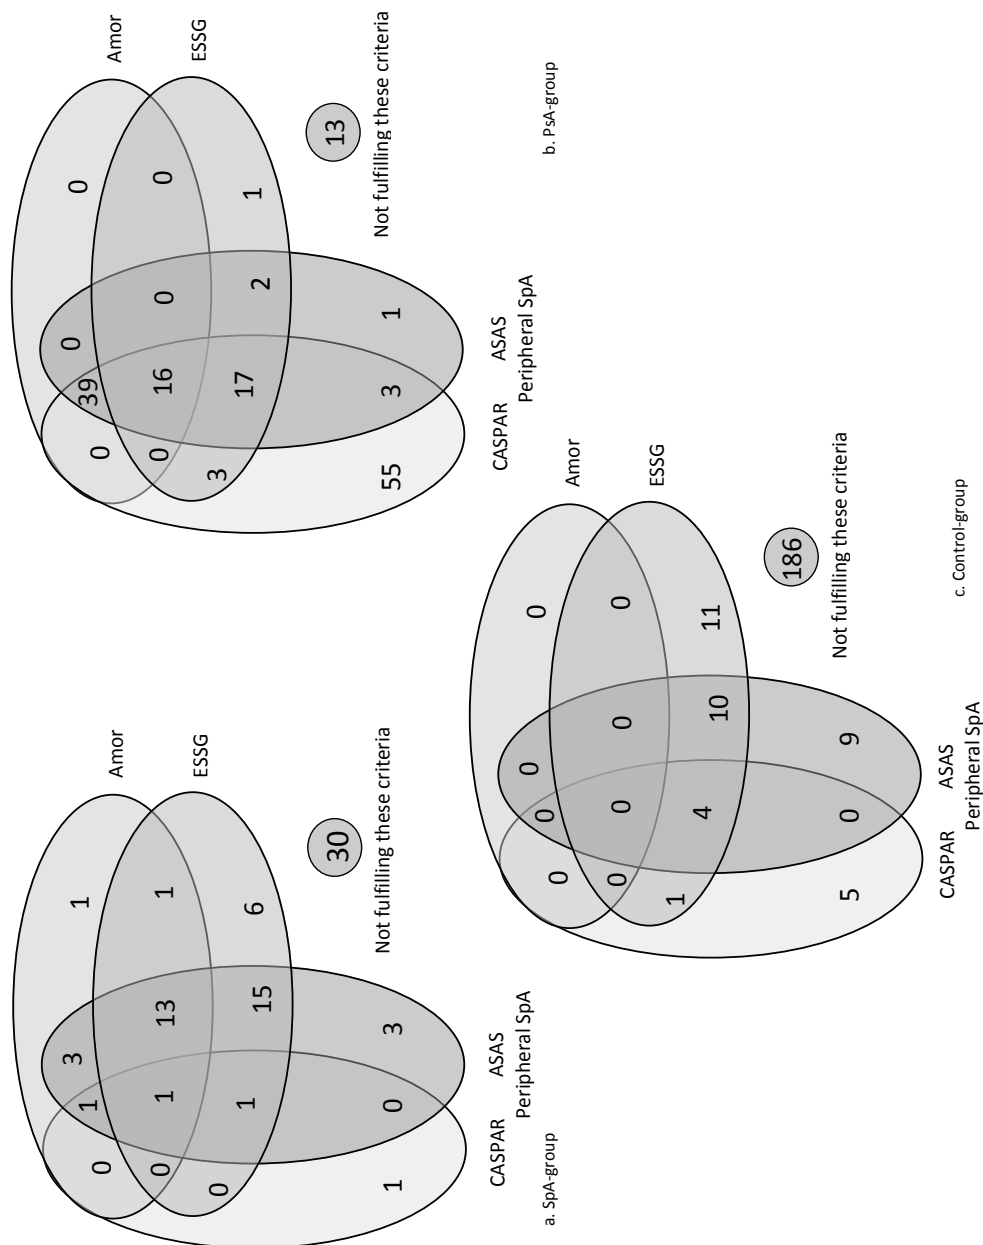 0 1 3 1
Amor
0 1 13 1
ESSG
0 1 15 6
30
Not fulfilling these criteria
1 0 3
CASPAR ASAS
Peripheral SpA
a. SpA-group
0 39 0 0
Amor
0 16 0 0
ESSG
3 17 2 1
13
Not fulfilling these criteria
55 3 1
CASPAR ASAS
Peripheral SpA
b. PsA-group
0 0 0 0
Amor
0 0 0 0
ESSG
1 4 10 11
186
Not fulfilling these criteria
5 0 9
CASPAR ASAS
Peripheral SpA
c. Control-group